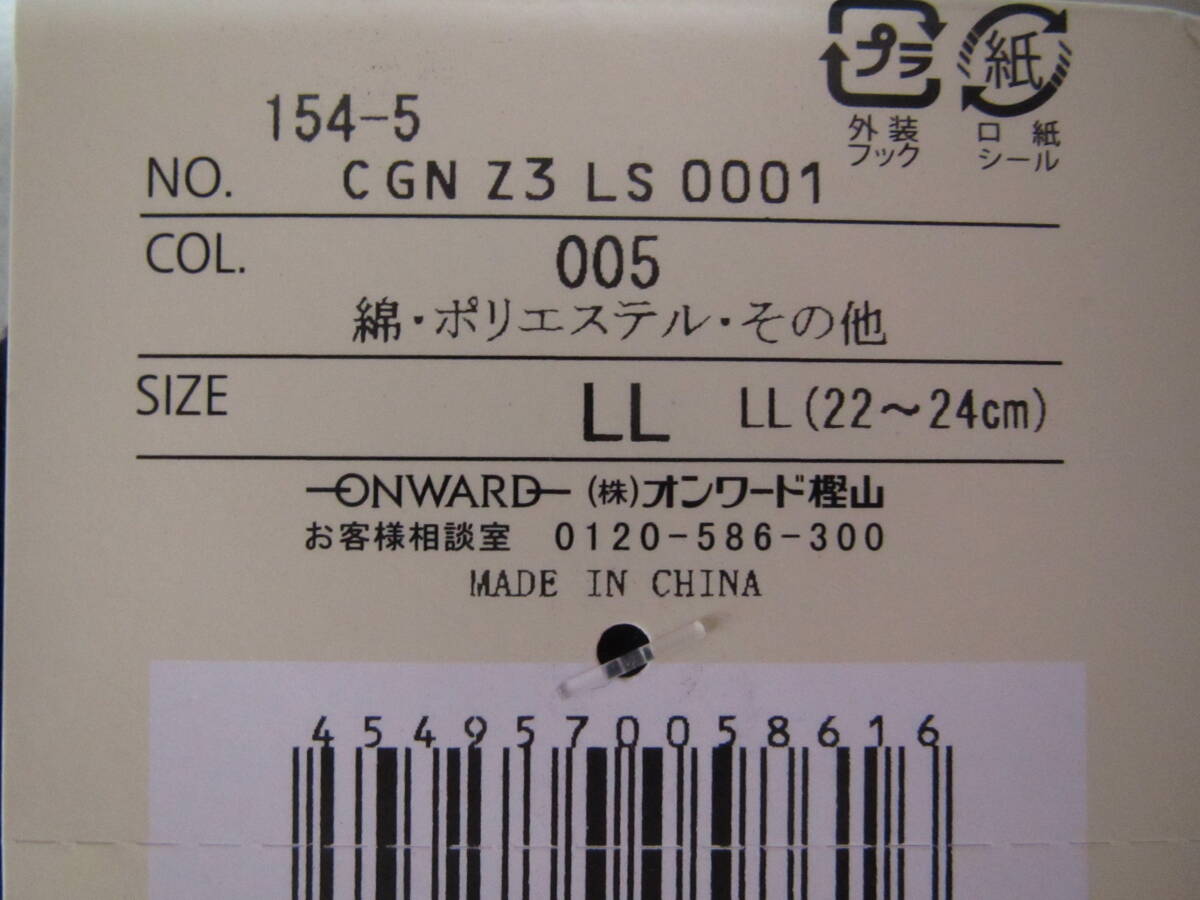 プラ 紙
外装 口紙
フック シール
154-5
NO. CGN Z3 LS 0001
COL. 005
綿・ポリエステル・その他
SIZE LL LL(22～24cm)
ONWARD (株)オンワード樫山
お客様相談室 0120-586-300
MADE IN CHINA
4549570058616